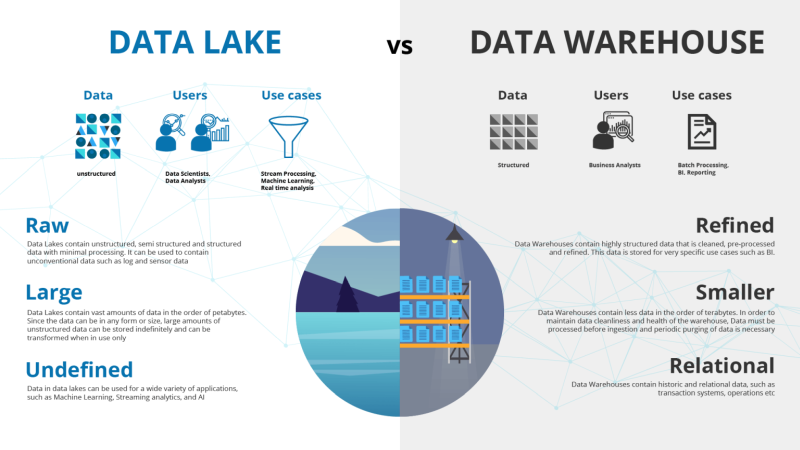 DATA LAKE
vs
DATA WAREHOUSE
Data
Users
Use cases
unstructured
Data Scientists,
Data Analysts
Stream Processing,
Machine Learning,
Real time analysis
Data
Users
Use cases
Structured
Business Analysts
Batch Processing,
BI, Reporting
Raw
Data Lakes contain unstructured, semi structured and structured
data with minimal processing. It can be used to contain
unconventional data such as log and sensor data
Large
Data Lakes contain vast amounts of data in the order of petabytes.
Since the data can be in any form or size, large amounts of
unstructured data can be stored indefinitely and can be
transformed when in use only
Undefined
Data in data lakes can be used for a wide variety of applications,
such as Machine Learning, Streaming analytics, and AI
Refined
Data Warehouses contain highly structured data that is cleaned, pre-processed
and refined. This data is stored for very specific use cases such as BI.
Smaller
Data Warehouses contain less data in the order of terabytes. In order to
maintain data cleanliness and health of the warehouse, Data must be
processed before ingestion and periodic purging of data is necessary
Relational
Data Warehouses contain historic and relational data, such as
transaction systems, operations etc